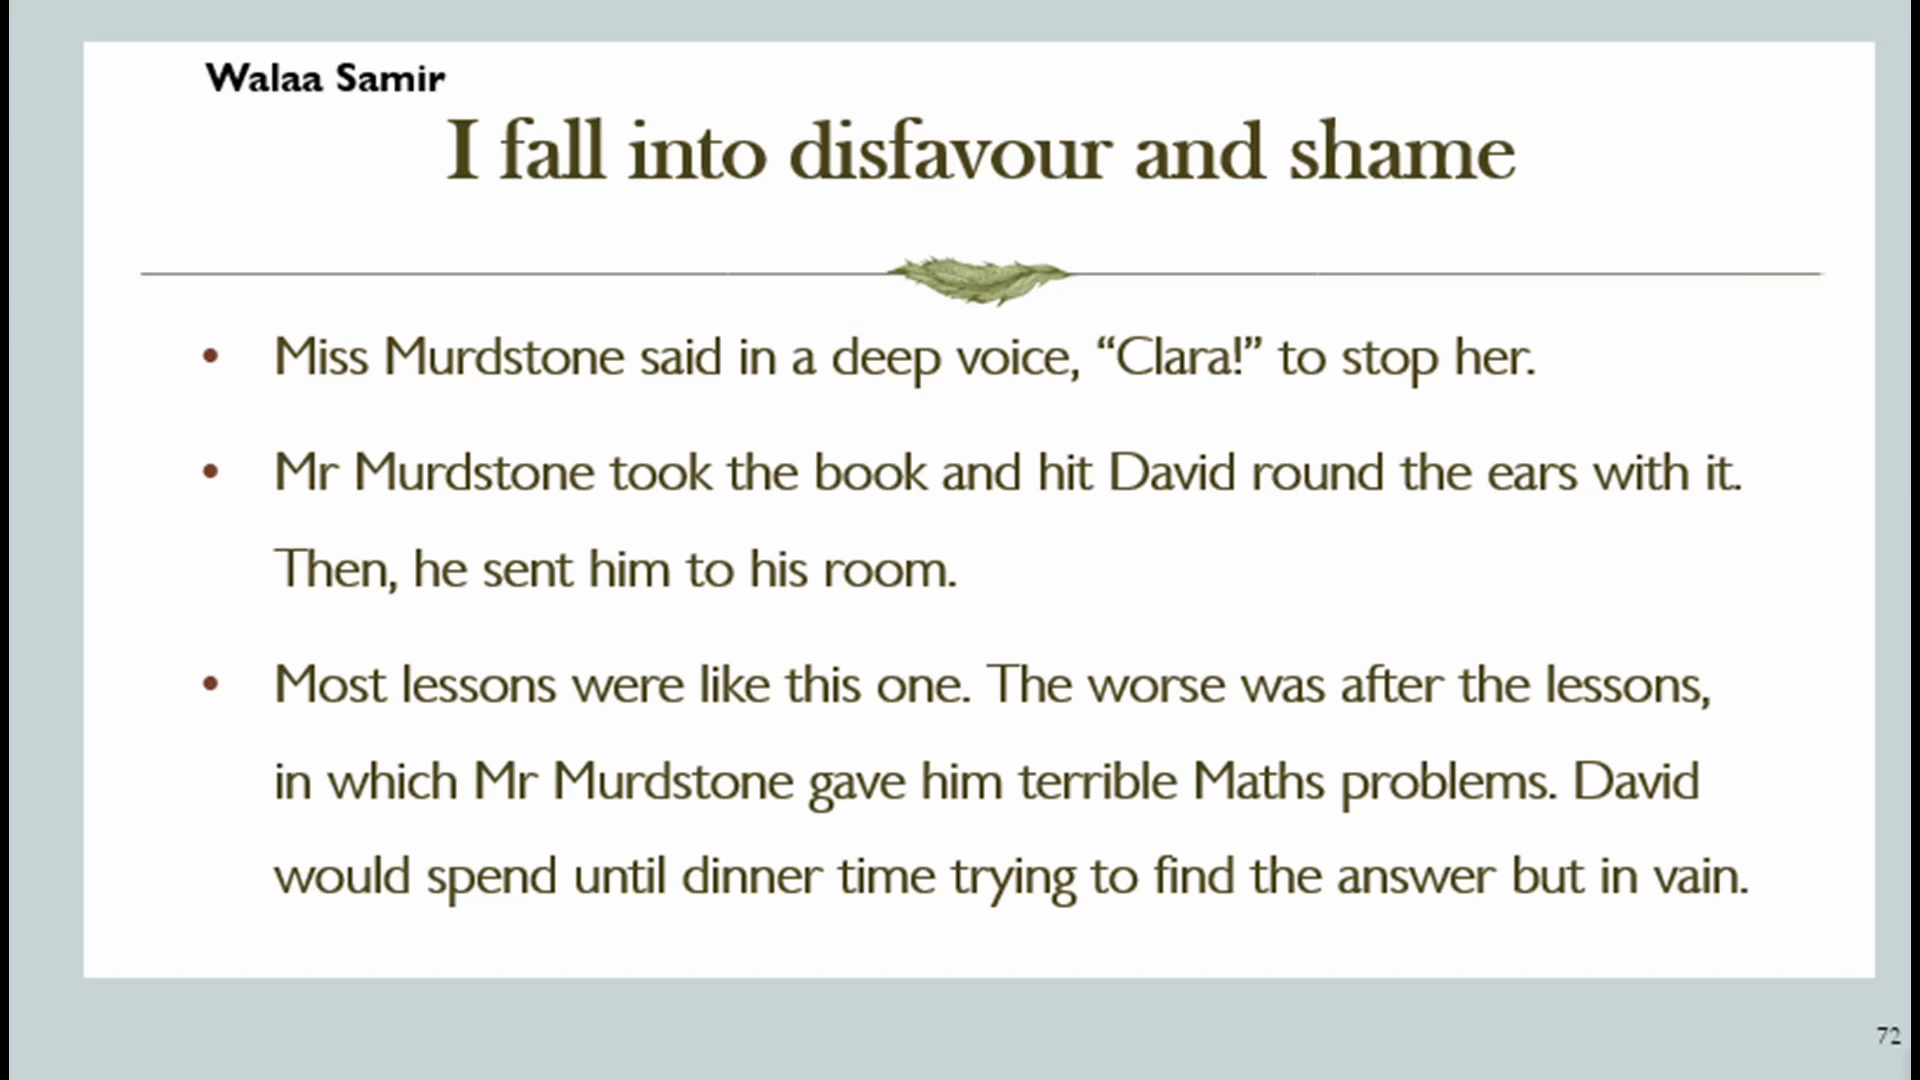 Walaa Samir
I fall into disfavour and shame
• Miss Murdstone said in a deep voice, “Clara!” to stop her.
• Mr Murdstone took the book and hit David round the ears with it.
Then, he sent him to his room.
• Most lessons were like this one. The worse was after the lessons,
in which Mr Murdstone gave him terrible Maths problems. David
would spend until dinner time trying to find the answer but in vain.
72